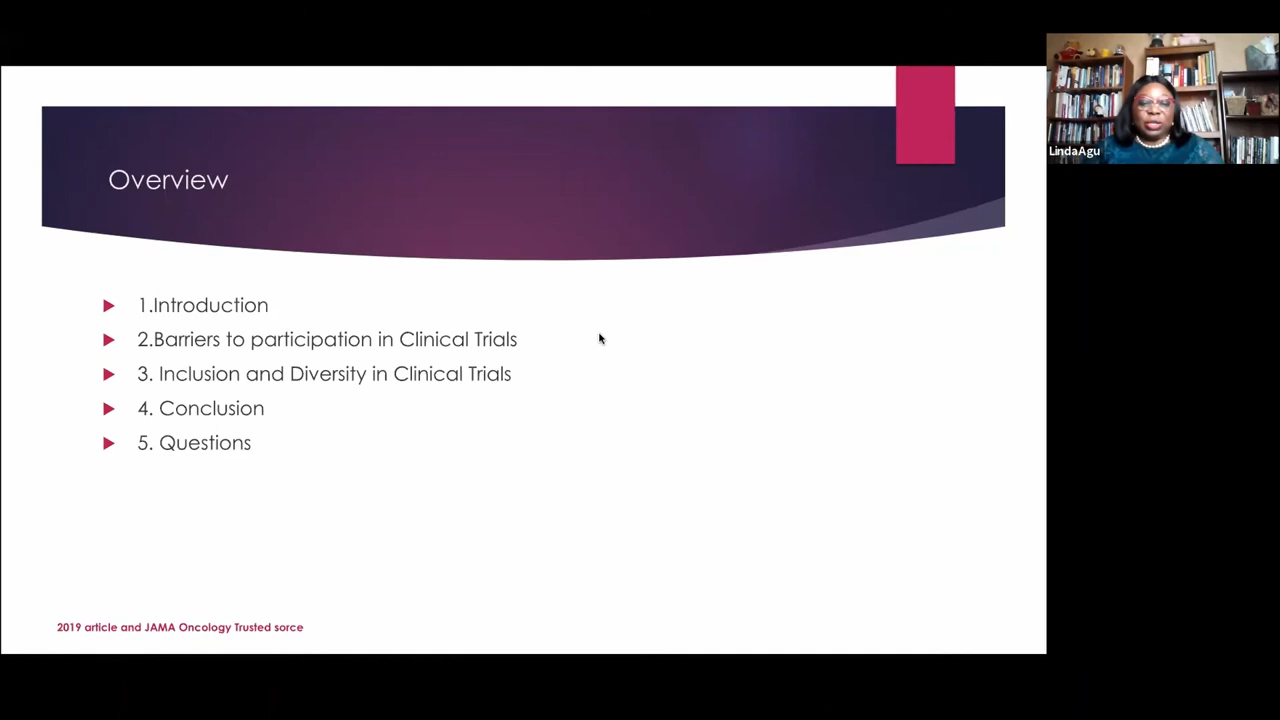 Overview
1.Introduction
2.Barriers to participation in Clinical Trials
3. Inclusion and Diversity in Clinical Trials
4. Conclusion
5. Questions
2019 article and JAMA Oncology Trusted sorce
LindaAgu